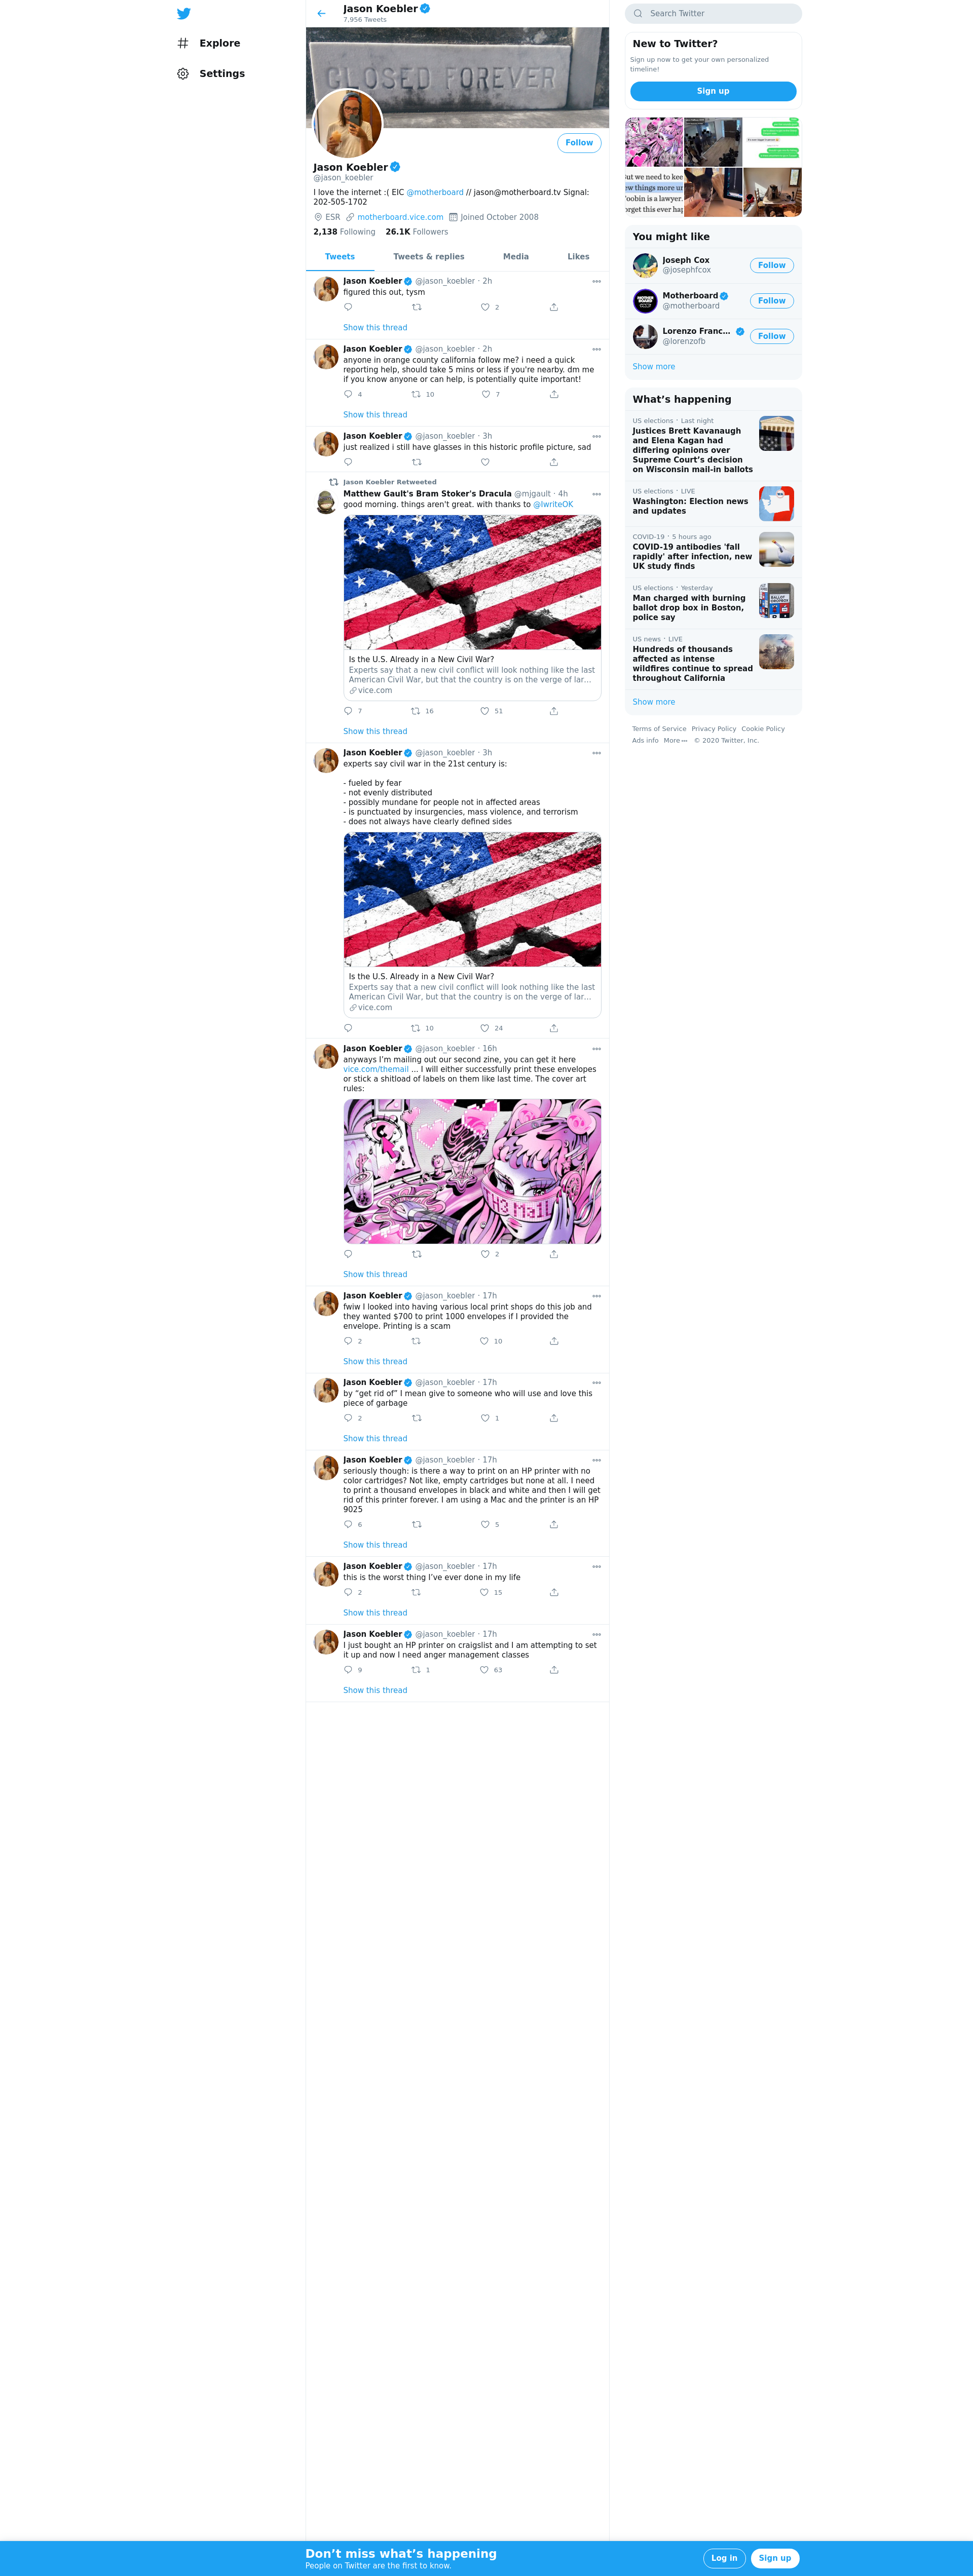 Explore
Settings
Jason Koebler
7,956 Tweets
CLOSED FOREVER
Follow
Jason Koebler
@jason_koebler
I love the internet :( EIC @motherboard // jason@motherboard.tv Signal:
202-505-1702
ESR motherboard.vice.com Joined October 2008
2,138 Following 26.1K Followers
Tweets Tweets & replies Media Likes
Jason Koebler @jason_koebler · 2h
figured this out, tysm
2
Show this thread
Jason Koebler @jason_koebler · 2h
anyone in orange county california follow me? i need a quick
reporting help, should take 5 mins or less if you're nearby. dm me
if you know anyone or can help, is potentially quite important!
4 10 7
Show this thread
Jason Koebler @jason_koebler · 3h
just realized i still have glasses in this historic profile picture, sad
Jason Koebler Retweeted
Matthew Gault's Bram Stoker's Dracula @mjgault · 4h
good morning. things aren't great. with thanks to @IwriteOK
Is the U.S. Already in a New Civil War?
Experts say that a new civil conflict will look nothing like the last
American Civil War, but that the country is on the verge of lar...
vice.com
7 16 51
Show this thread
Jason Koebler @jason_koebler · 3h
experts say civil war in the 21st century is:
- fueled by fear
- not evenly distributed
- possibly mundane for people not in affected areas
- is punctuated by insurgencies, mass violence, and terrorism
- does not always have clearly defined sides
Is the U.S. Already in a New Civil War?
Experts say that a new civil conflict will look nothing like the last
American Civil War, but that the country is on the verge of lar...
vice.com
10 24
Jason Koebler @jason_koebler · 16h
anyways I’m mailing out our second zine, you can get it here
vice.com/themail ... I will either successfully print these envelopes
or stick a shitload of labels on them like last time. The cover art
rules:
H3 Mail
2
Show this thread
Jason Koebler @jason_koebler · 17h
fwiw I looked into having various local print shops do this job and
they wanted $700 to print 1000 envelopes if I provided the
envelope. Printing is a scam
2 10
Show this thread
Jason Koebler @jason_koebler · 17h
by “get rid of” I mean give to someone who will use and love this
piece of garbage
2 1
Show this thread
Jason Koebler @jason_koebler · 17h
seriously though: is there a way to print on an HP printer with no
color cartridges? Not like, empty cartridges but none at all. I need
to print a thousand envelopes in black and white and then I will get
rid of this printer forever. I am using a Mac and the printer is an HP
9025
6 5
Show this thread
Jason Koebler @jason_koebler · 17h
this is the worst thing I’ve ever done in my life
2 15
Show this thread
Jason Koebler @jason_koebler · 17h
I just bought an HP printer on craigslist and I am attempting to set
it up and now I need anger management classes
9 1 63
Show this thread
Search Twitter
New to Twitter?
Sign up now to get your own personalized
timeline!
Sign up
But we need to kee
ew things more un
Toobin is a lawyer.
orget this ever hap
You might like
Joseph Cox
@josephfcox
Follow
Motherboard
@motherboard
Follow
Lorenzo Franc...
@lorenzofb
Follow
Show more
What’s happening
US elections · Last night
Justices Brett Kavanaugh
and Elena Kagan had
differing opinions over
Supreme Court’s decision
on Wisconsin mail-in ballots
US elections · LIVE
Washington: Election news
and updates
COVID-19 · 5 hours ago
COVID-19 antibodies 'fall
rapidly' after infection, new
UK study finds
US elections · Yesterday
Man charged with burning
ballot drop box in Boston,
police say
US news · LIVE
Hundreds of thousands
affected as intense
wildfires continue to spread
throughout California
Show more
Terms of Service Privacy Policy Cookie Policy
Ads info More © 2020 Twitter, Inc.
Don’t miss what’s happening
People on Twitter are the first to know.
Log in Sign up